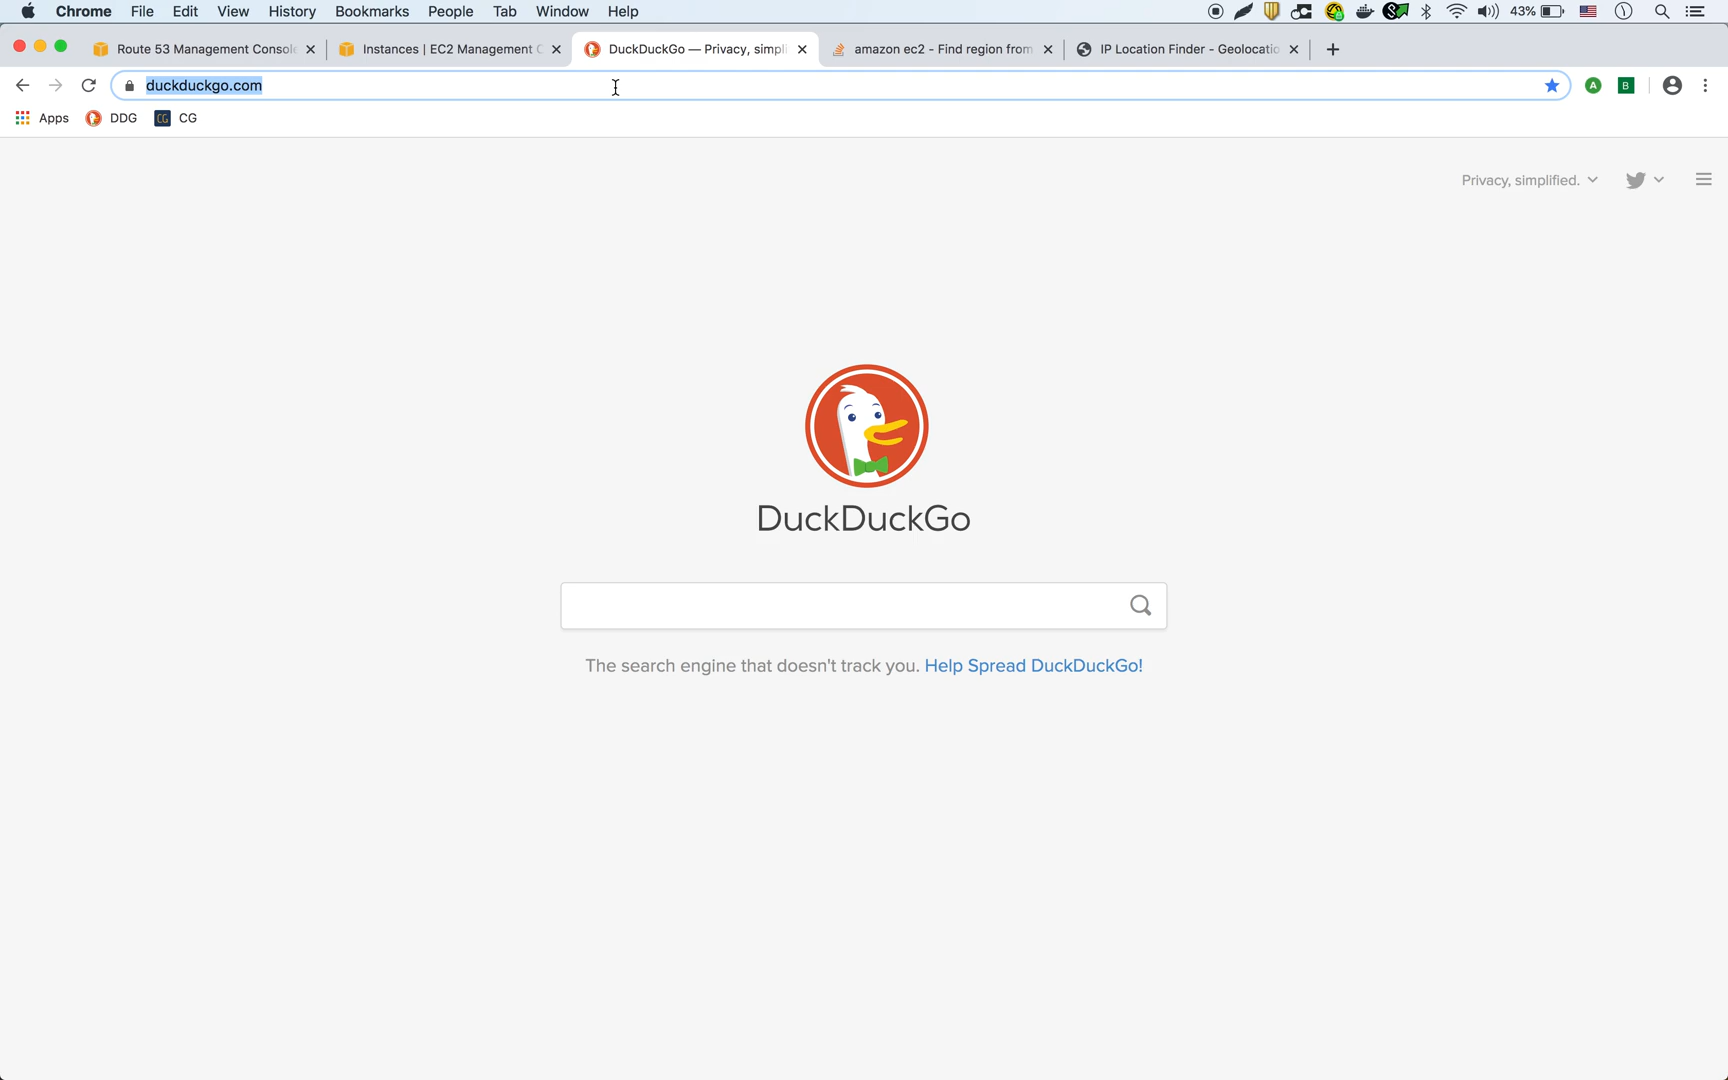 Chrome File Edit View History Bookmarks People Tab Window Help 43%
Route 53 Management Consol Instances | EC2 Management C DuckDuckGo — Privacy, simpli amazon ec2 - Find region from IP Location Finder - Geolocatio
duckduckgo.com A B
Apps DDG CG CG
Privacy, simplified.
DuckDuckGo
The search engine that doesn't track you. Help Spread DuckDuckGo!